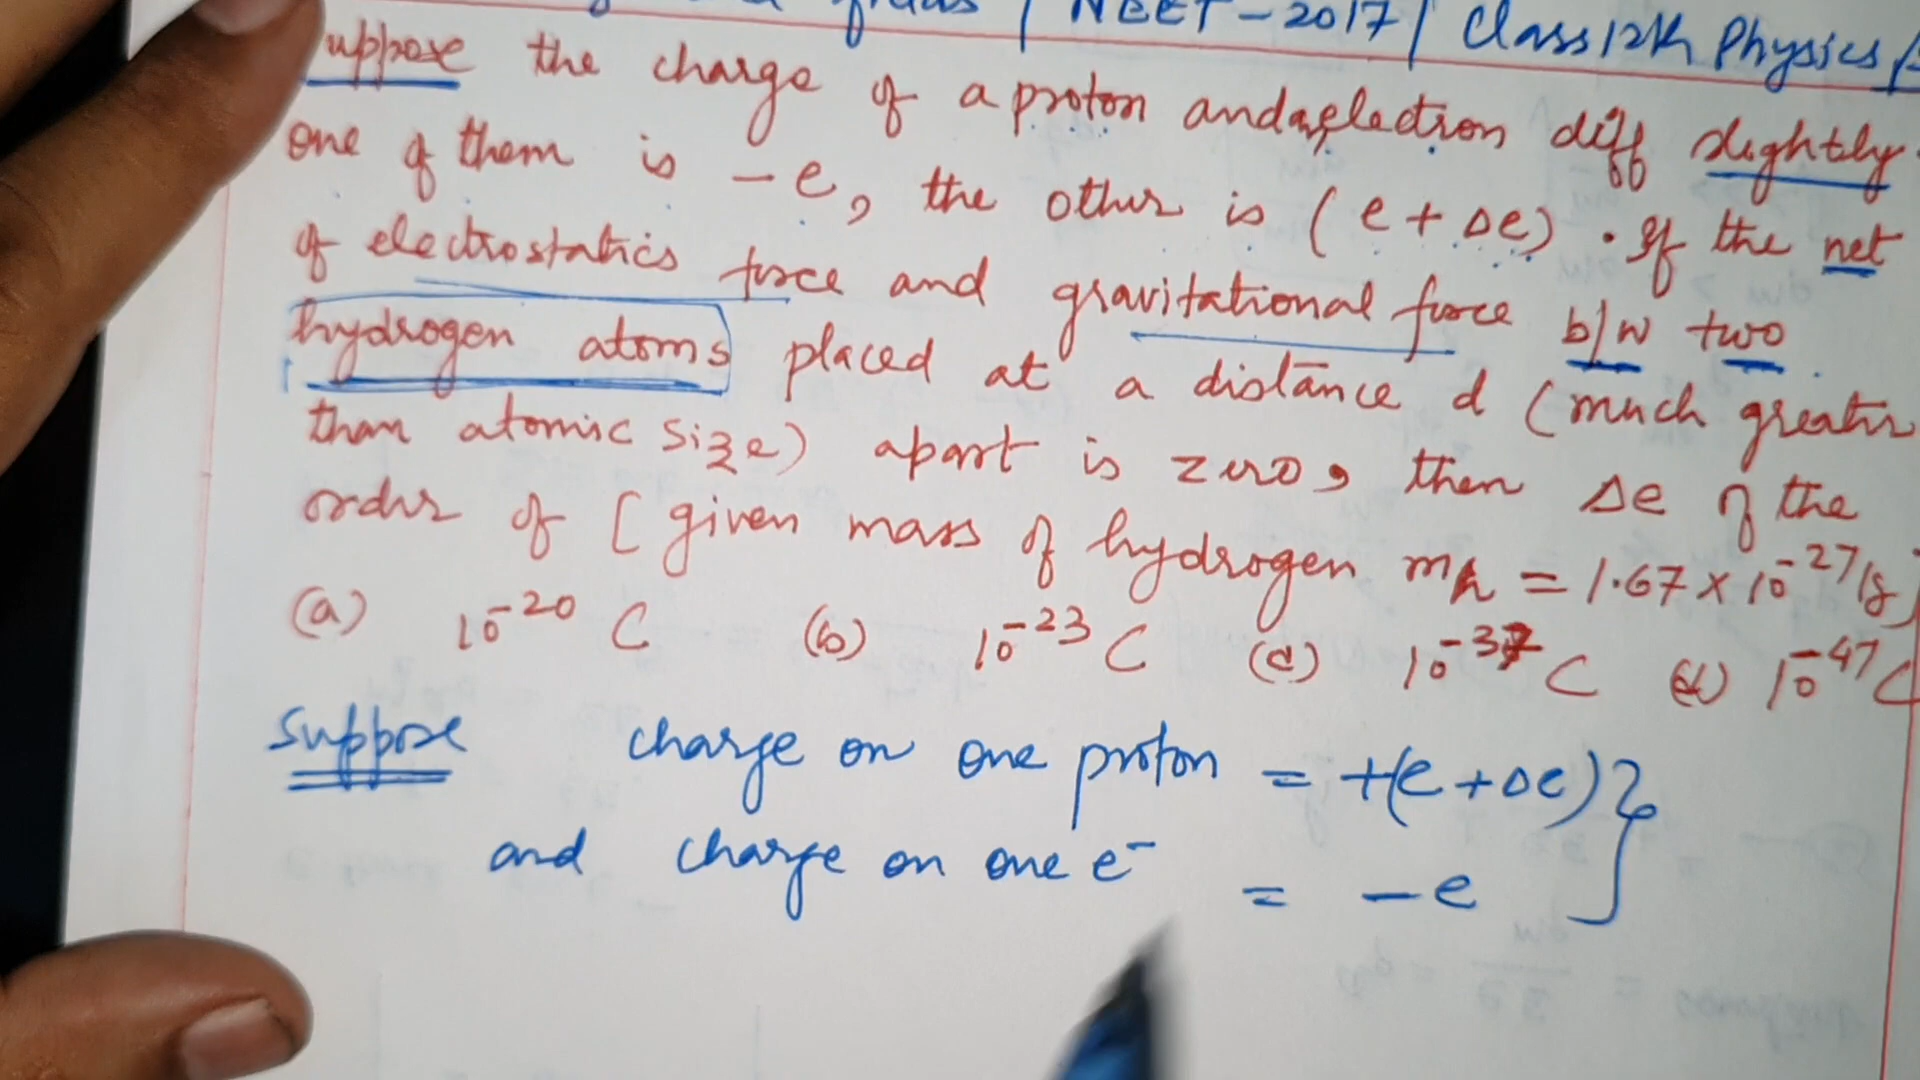 | NEET-2017 | Class 12th Physics /
uppose the charge of a proton and a electron diff slightly
one of them is -e, the other is (e+Δe). If the net
of electrostatics force and gravitational force b/w two
hydrogen atoms placed at a distance d (much greater
than atomic size) apart is zero, then Δe of the
order of [given mass of hydrogen mh = 1.67 × 10⁻²⁷ kg
(a) 10⁻²⁰ C (b) 10⁻²³ C (c) 10⁻³⁷ C (d) 10⁻⁴⁷ C
Suppose charge on one proton = +(e+Δe) }
and charge on one e⁻ = -e